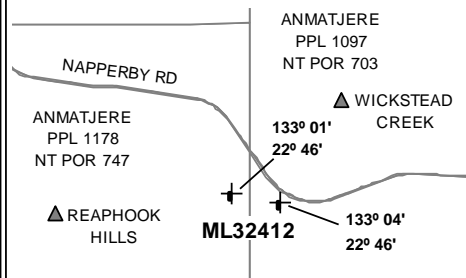 ANMATJERE
PPL 1097
NT POR 703
NAPPERBY RD
WICKSTEAD
CREEK
ANMATJERE
PPL 1178
NT POR 747
133º 01'
22º 46'
REAPHOOK
HILLS
ML32412
133º 04'
22º 46'